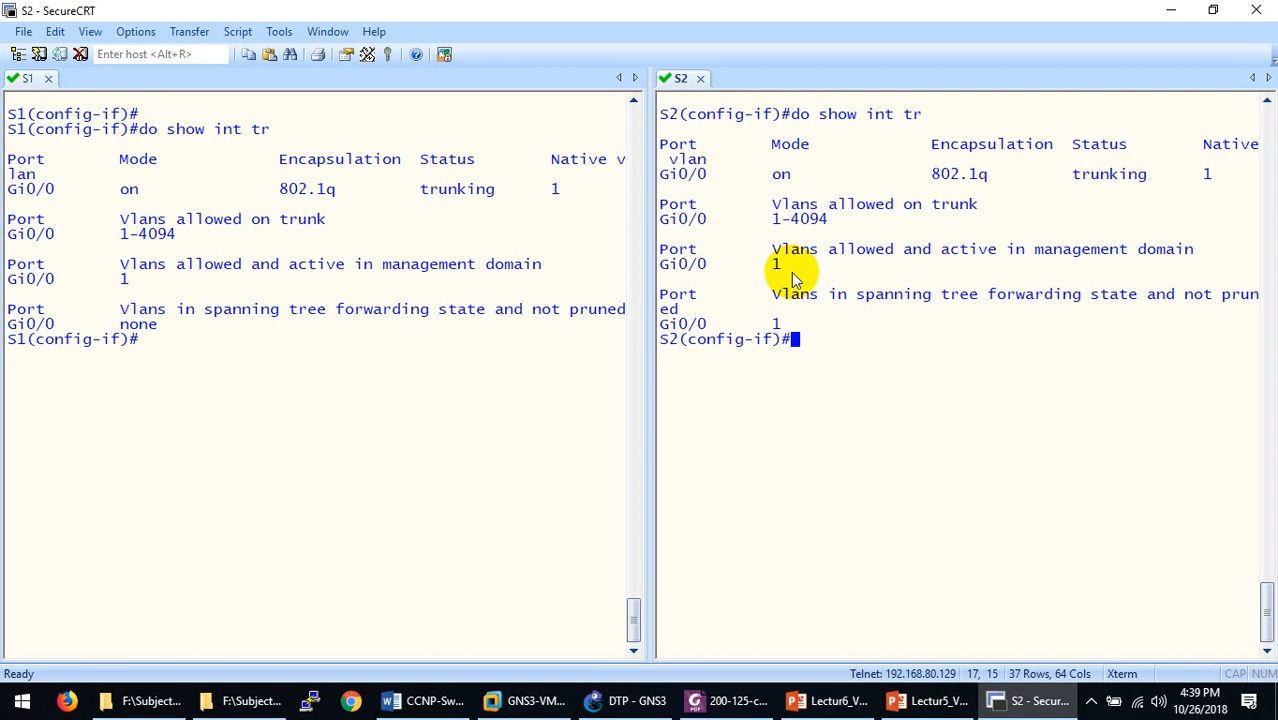 S2 - SecureCRT
File Edit View Options Transfer Script Tools Window Help
Enter host <Alt+R>
S1
S1(config-if)#
S1(config-if)#do show int tr
Port Mode Encapsulation Status Native v
lan
Gi0/0 on 802.1q trunking 1
Port Vlans allowed on trunk
Gi0/0 1-4094
Port Vlans allowed and active in management domain
Gi0/0 1
Port Vlans in spanning tree forwarding state and not pruned
Gi0/0 none
S1(config-if)#
S2
S2(config-if)#do show int tr
Port Mode Encapsulation Status Native
vlan
Gi0/0 on 802.1q trunking 1
Port Vlans allowed on trunk
Gi0/0 1-4094
Port Vlans allowed and active in management domain
Gi0/0 1
Port Vlans in spanning tree forwarding state and not prun
ed
Gi0/0 1
S2(config-if)#
Ready Telnet: 192.168.80.129 17, 15 37 Rows, 64 Cols Xterm CAP NUM
F:\Subject... F:\Subject... CCNP-Sw... GNS3-VM... DTP - GNS3 200-125-c... Lectur6_V... Lectur5_V... S2 - Secur...
4:39 PM
10/26/2018